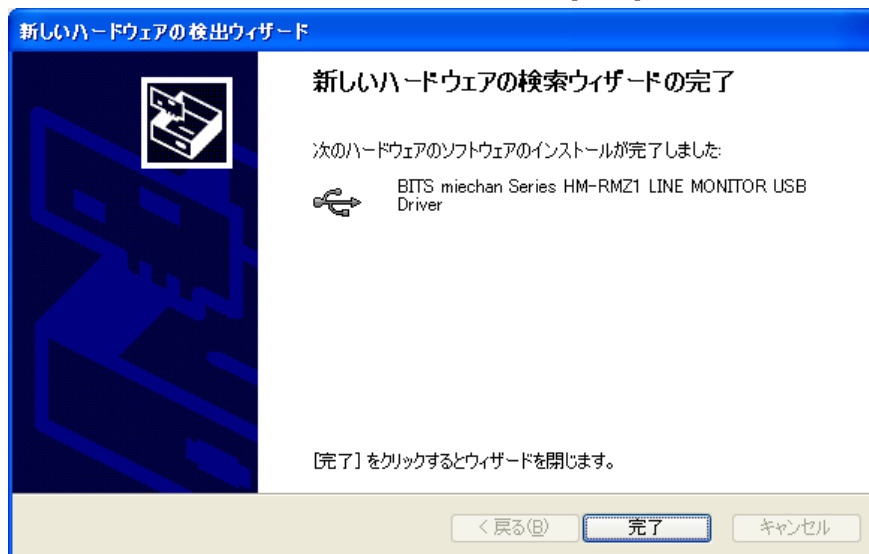 新しいハードウェアの検出ウィザード
新しいハードウェアの検索ウィザードの完了
次のハードウェアのソフトウェアのインストールが完了しました:
BITS miechan Series HM-RMZ1 LINE MONITOR USB
Driver
[完了] をクリックするとウィザードを閉じます。
< 戻る(B)
完了
キャンセル